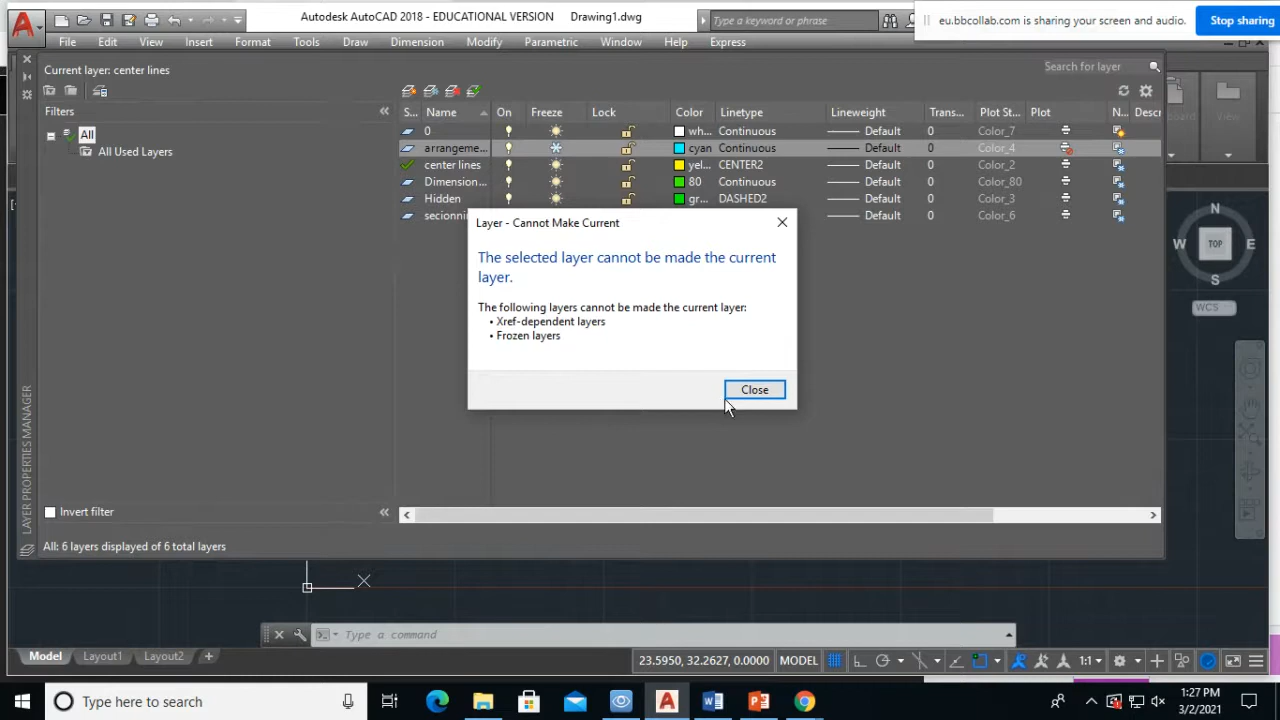 Autodesk AutoCAD 2018 - EDUCATIONAL VERSION Drawing1.dwg
Type a keyword or phrase
eu.bbcollab.com is sharing your screen and audio.
Stop sharing
File Edit View Insert Format Tools Draw Dimension Modify Parametric Window Help Express
Current layer: center lines
Search for layer
Filters
All
All Used Layers
S... Name On Freeze Lock Color Linetype Lineweight Trans... Plot St... Plot N... Descr
0 wh... Continuous Default 0 Color_7
arrangeme... cyan Continuous Default 0 Color_4
center lines yel... CENTER2 Default 0 Color_2
Dimension... 80 Continuous Default 0 Color_80
Hidden gr... DASHED2 Default 0 Color_3
secionni Default 0 Color_6
Layer - Cannot Make Current
The selected layer cannot be made the current
layer.
The following layers cannot be made the current layer:
• Xref-dependent layers
• Frozen layers
Close
N
W TOP E
S
WCS
LAYER PROPERTIES MANAGER
Invert filter
All: 6 layers displayed of 6 total layers
X
Type a command
Model Layout1 Layout2 +
23.5950, 32.2627, 0.0000 MODEL 1:1
Type here to search
1:27 PM
3/2/2021